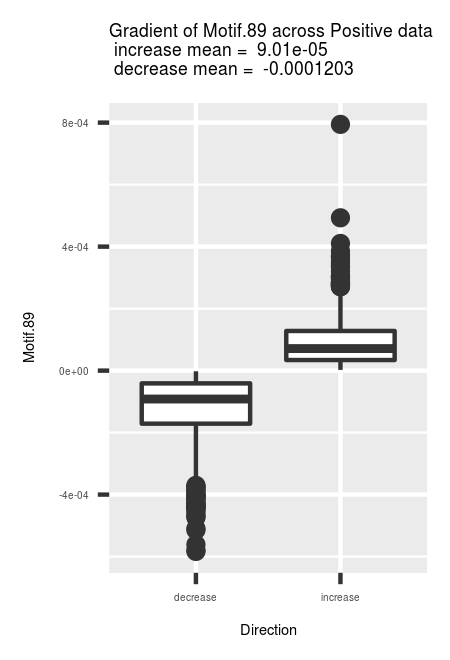 Gradient of Motif.89 across Positive data
increase mean =  9.01e-05
decrease mean =  -0.0001203
8e-04
4e-04
0e+00
-4e-04
Motif.89
decrease
increase
Direction